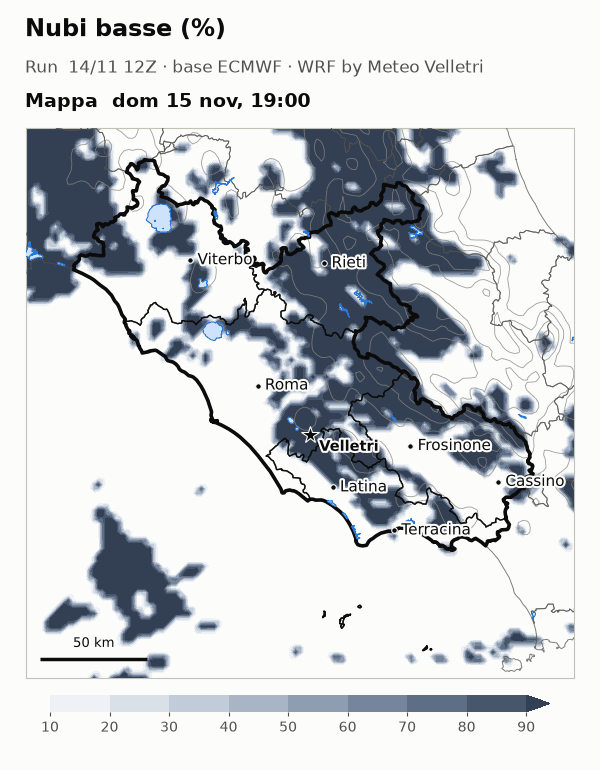 Nubi basse (%)
Run 14/11 12Z · base ECMWF · WRF by Meteo Velletri
Mappa dom 15 nov, 19:00
Viterbo
Rieti
Roma
Velletri
Frosinone
Cassino
Latina
Terracina
50 km
10 20 30 40 50 60 70 80 90